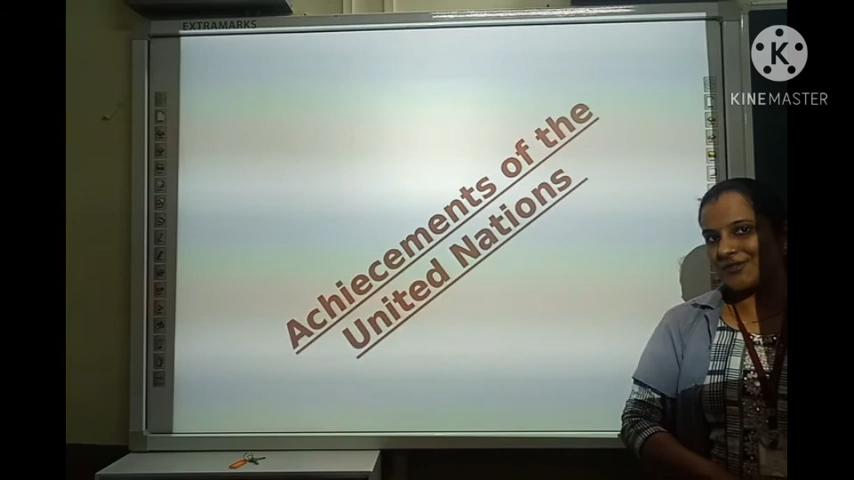 EXTRAMARKS
K
KINEMASTER
Achiecements of the
United Nations